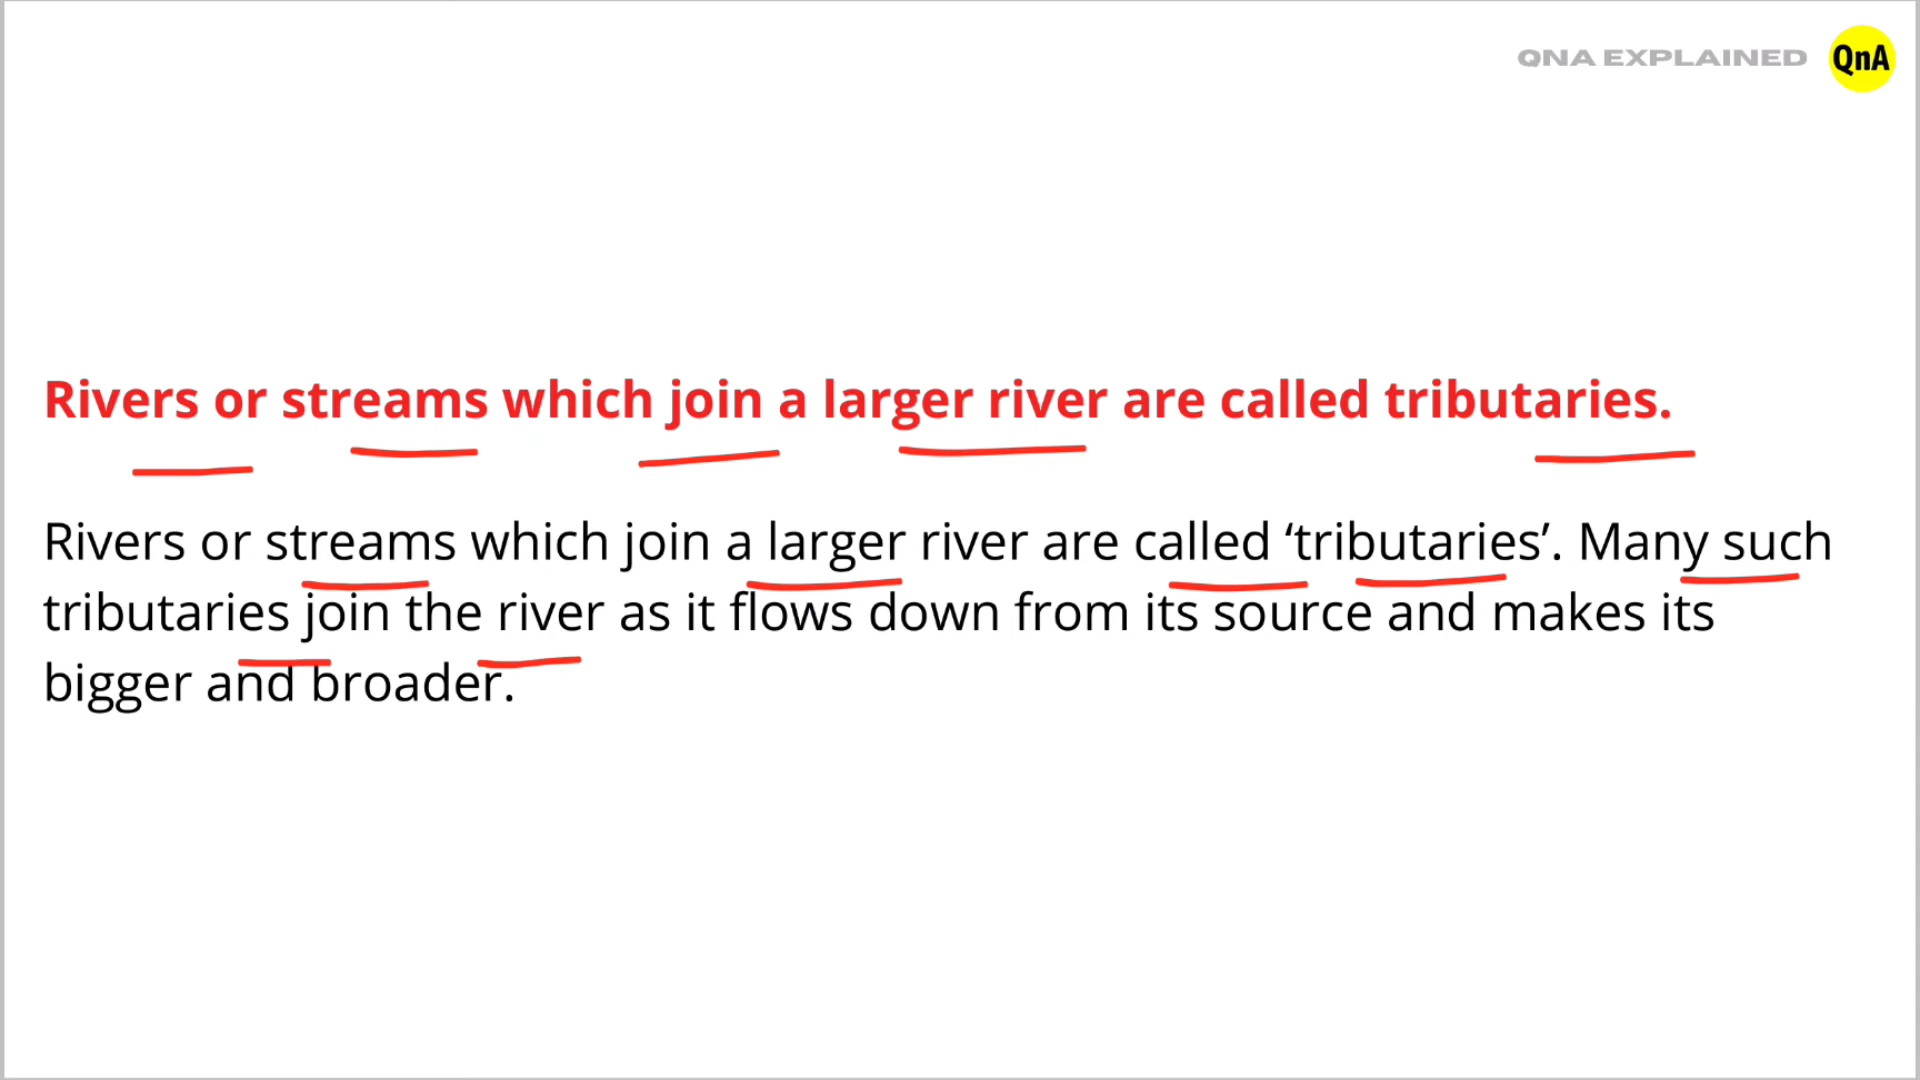 QNA EXPLAINED
QnA
Rivers or streams which join a larger river are called tributaries.
Rivers or streams which join a larger river are called ‘tributaries’. Many such
tributaries join the river as it flows down from its source and makes its
bigger and broader.